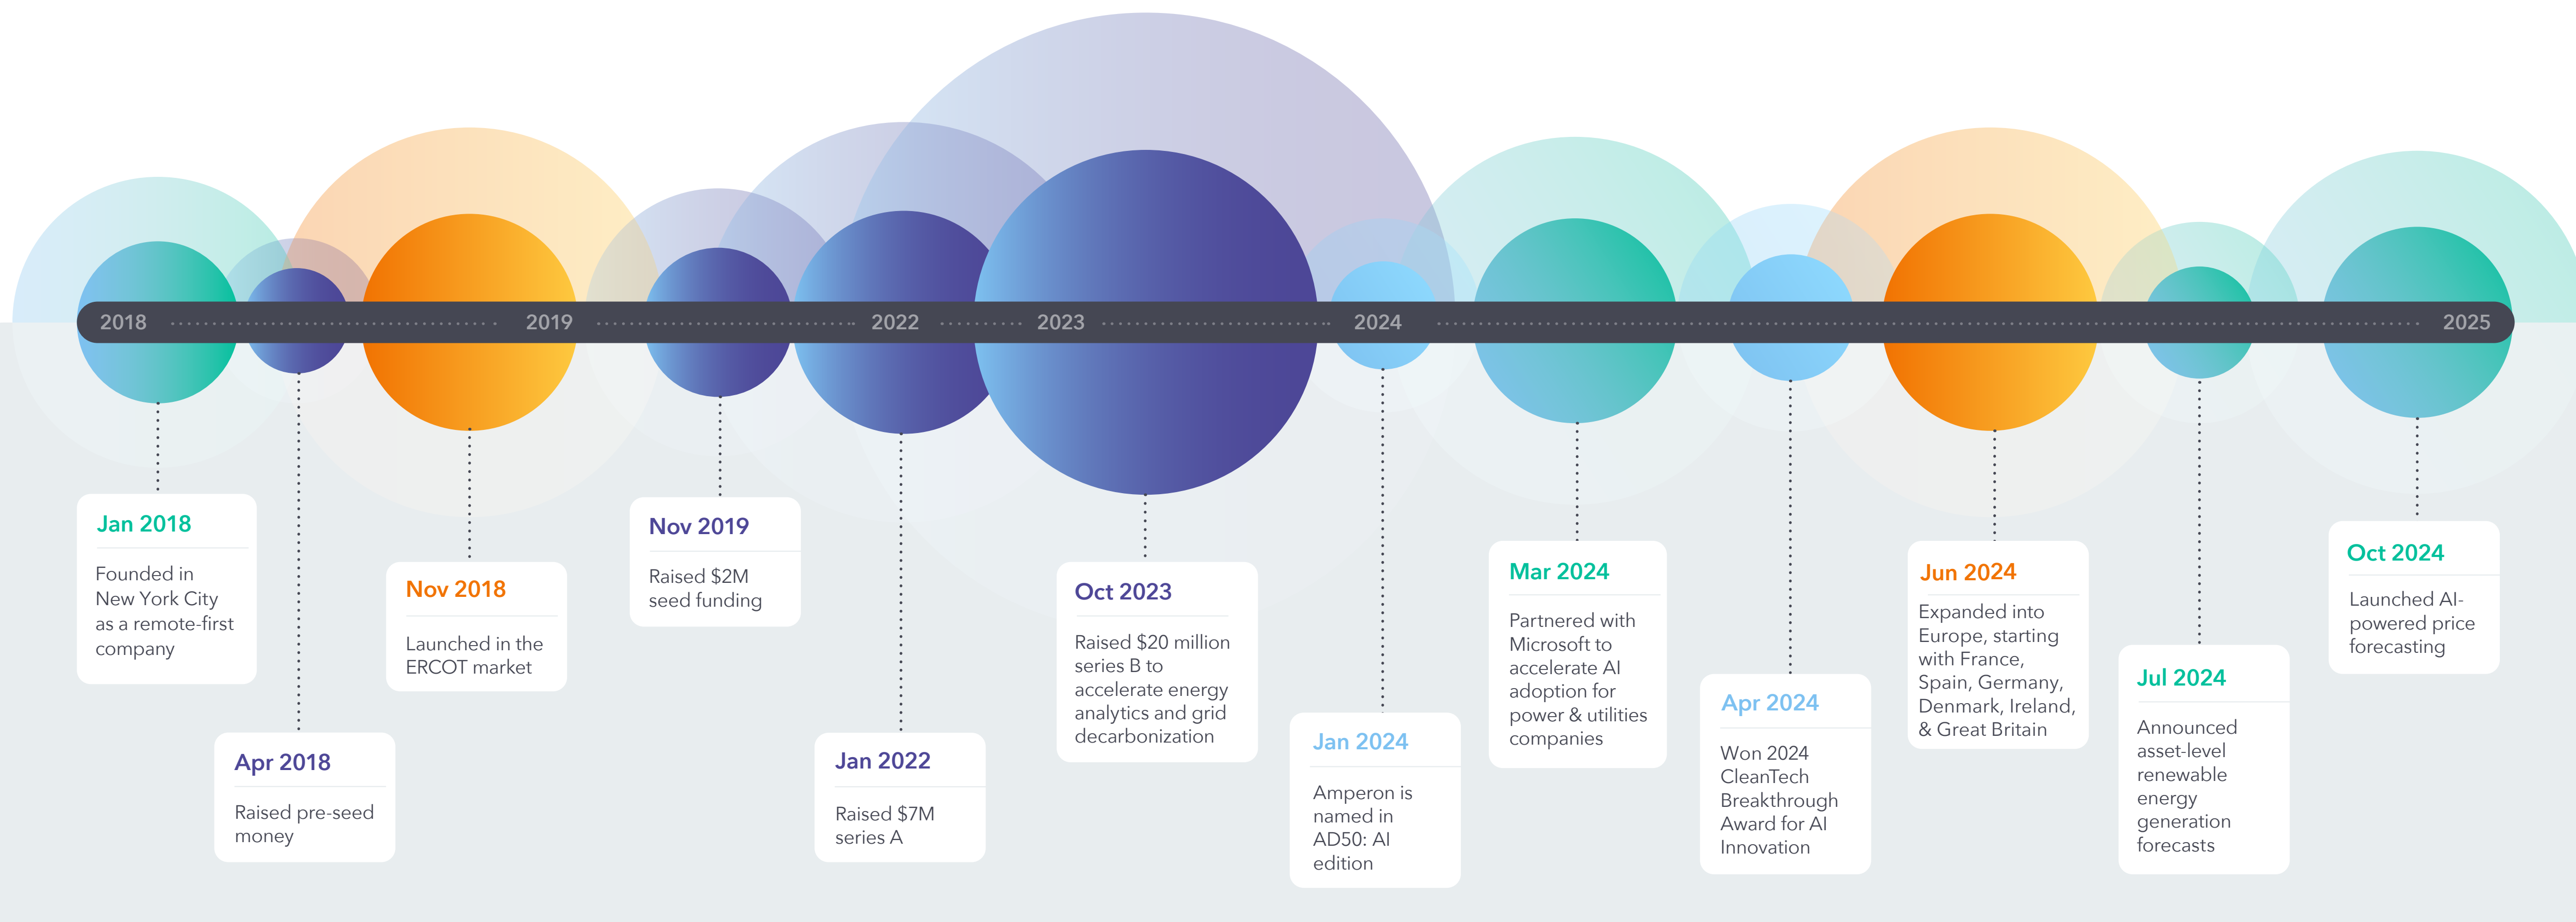 2018
2019
2022
2023
2024
2025
Jan 2018
Founded in
New York City
as a remote-first
company
Apr 2018
Raised pre-seed
money
Nov 2018
Launched in the
ERCOT market
Nov 2019
Raised $2M
seed funding
Jan 2022
Raised $7M
series A
Oct 2023
Raised $20 million
series B to
accelerate energy
analytics and grid
decarbonization
Jan 2024
Amperon is
named in
AD50: AI
edition
Mar 2024
Partnered with
Microsoft to
accelerate AI
adoption for
power & utilities
companies
Apr 2024
Won 2024
CleanTech
Breakthrough
Award for AI
Innovation
Jun 2024
Expanded into
Europe, starting
with France,
Spain, Germany,
Denmark, Ireland,
& Great Britain
Jul 2024
Announced
asset-level
renewable
energy
generation
forecasts
Oct 2024
Launched AI-
powered price
forecasting